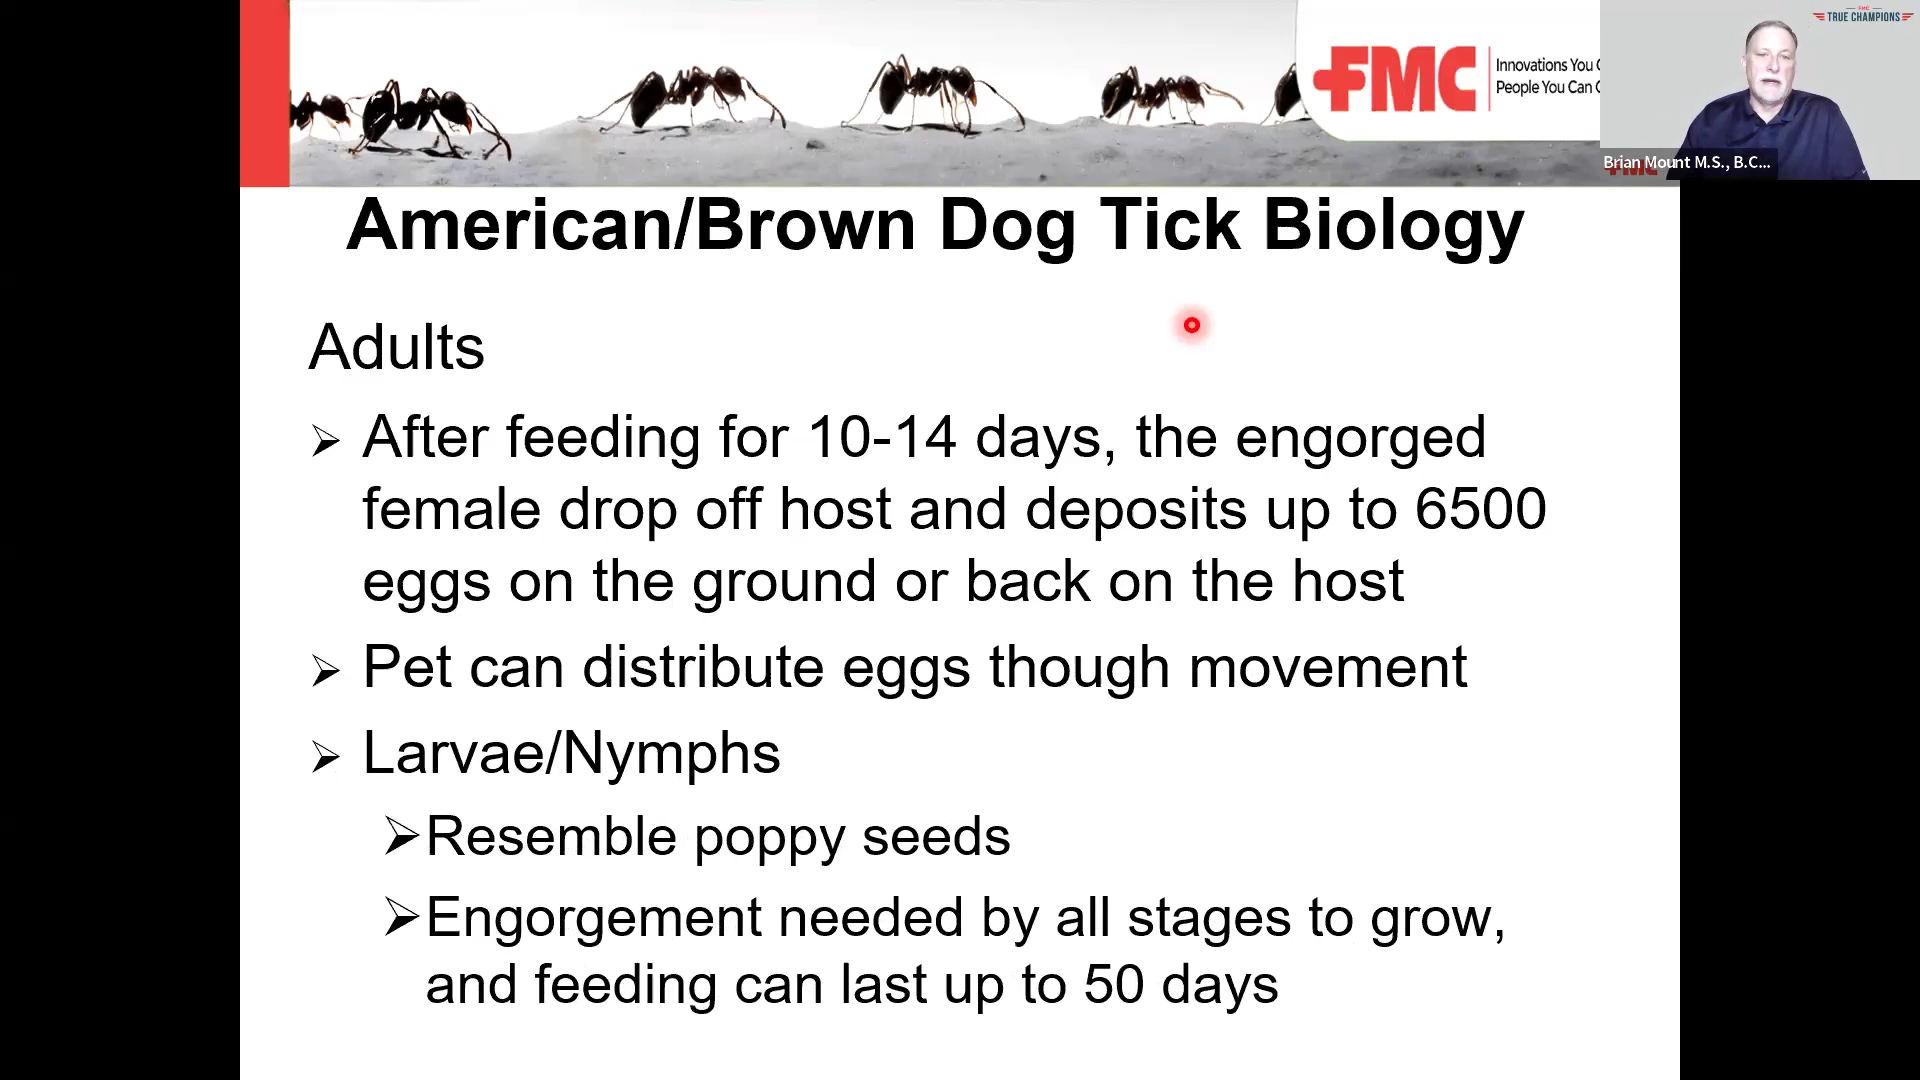 FMC
Innovations You
People You Can
FMC
TRUE CHAMPIONS
Brian Mount M.S., B.C...
American/Brown Dog Tick Biology
Adults
➢ After feeding for 10-14 days, the engorged
female drop off host and deposits up to 6500
eggs on the ground or back on the host
➢ Pet can distribute eggs though movement
➢ Larvae/Nymphs
➢Resemble poppy seeds
➢Engorgement needed by all stages to grow,
and feeding can last up to 50 days